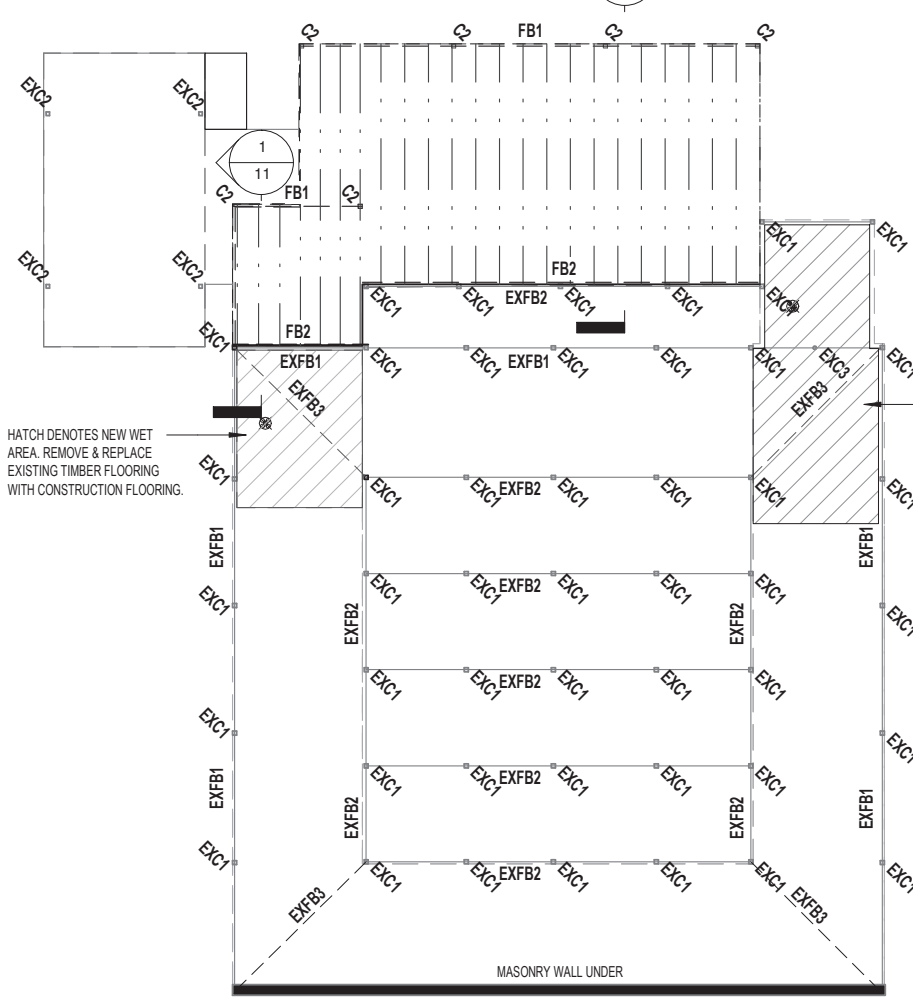 C2 C2 FB1 C2 C2
EXC2 EXC2
1
11
C2 FB1 C2
EXC1 EXC1
EXC2 EXC2
FB2
EXC1 EXC1 EXFB2 EXC1 EXC1 EXC1
FB2
EXC1 EXFB1 EXC1 EXC1 EXFB1 EXC1 EXC1 EXC1 EXC3 EXC1
EXFB3 EXFB3
HATCH DENOTES NEW WET
AREA. REMOVE & REPLACE
EXISTING TIMBER FLOORING
WITH CONSTRUCTION FLOORING.
EXC1 EXC1 EXC1 EXFB2 EXC1 EXC1 EXC1 EXC1
EXFB1 EXFB1
EXC1 EXC1 EXFB2 EXC1 EXC1 EXC1
EXC1 EXFB2 EXFB2 EXC1
EXC1 EXC1 EXFB2 EXC1 EXC1 EXC1
EXC1 EXC1
EXFB1 EXFB1
EXC1 EXC1 EXFB2 EXC1 EXC1 EXC1
EXFB2 EXFB2
EXC1 EXC1 EXC1 EXFB2 EXC1 EXC1 EXC1 EXC1
EXFB3 EXFB3
MASONRY WALL UNDER